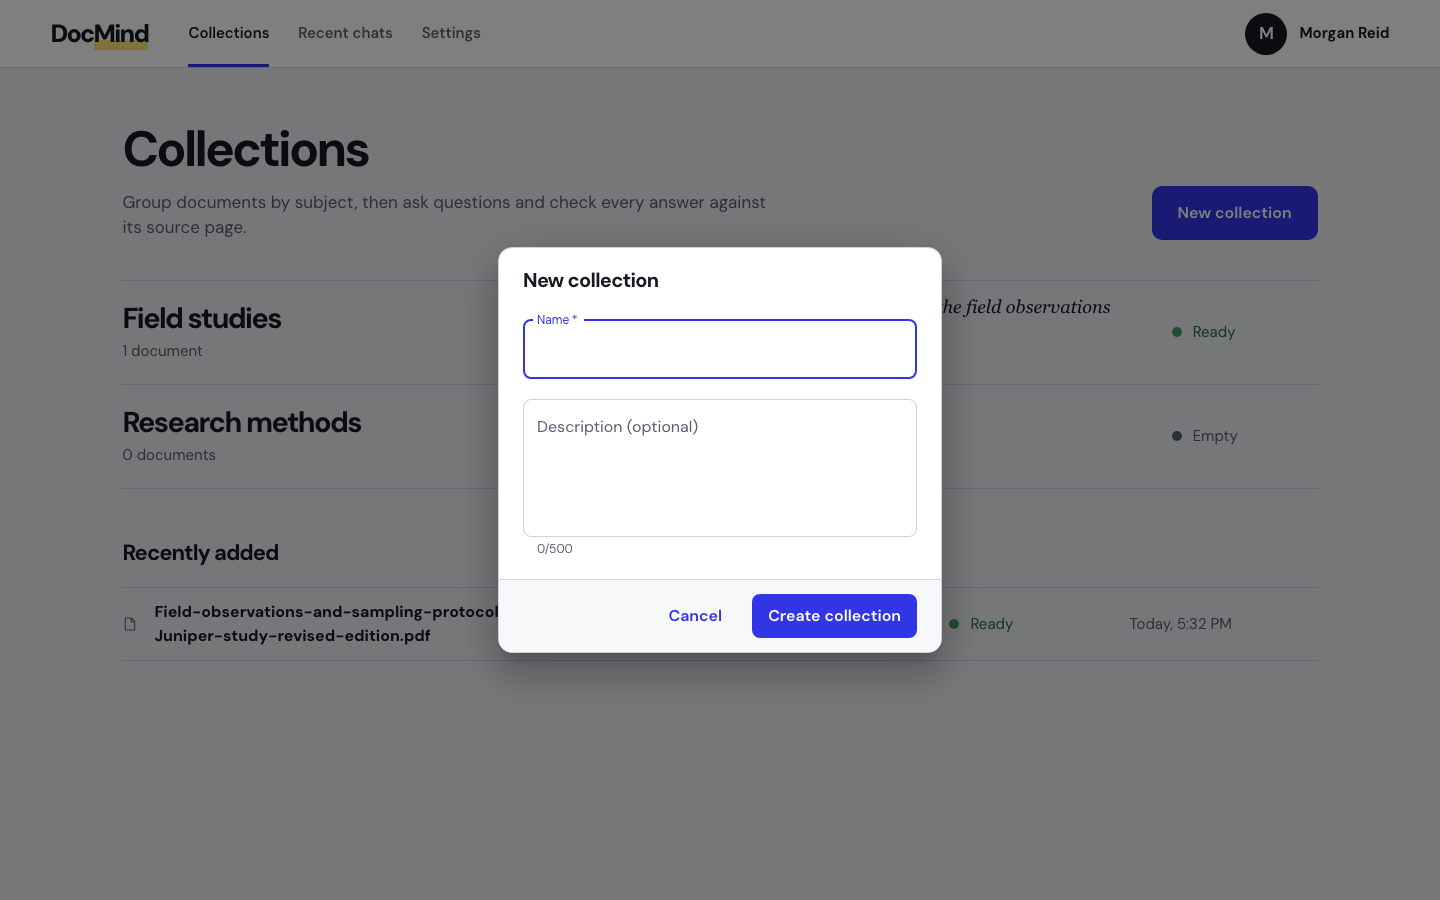 DocMind
Collections
Recent chats
Settings
M
Morgan Reid
Collections
Group documents by subject, then ask questions and check every answer against
its source page.
New collection
Field studies
1 document
the field observations
Ready
Research methods
0 documents
Empty
Recently added
Field-observations-and-sampling-protocol
Juniper-study-revised-edition.pdf
Ready
Today, 5:32 PM
New collection
Name *
Description (optional)
0/500
Cancel
Create collection